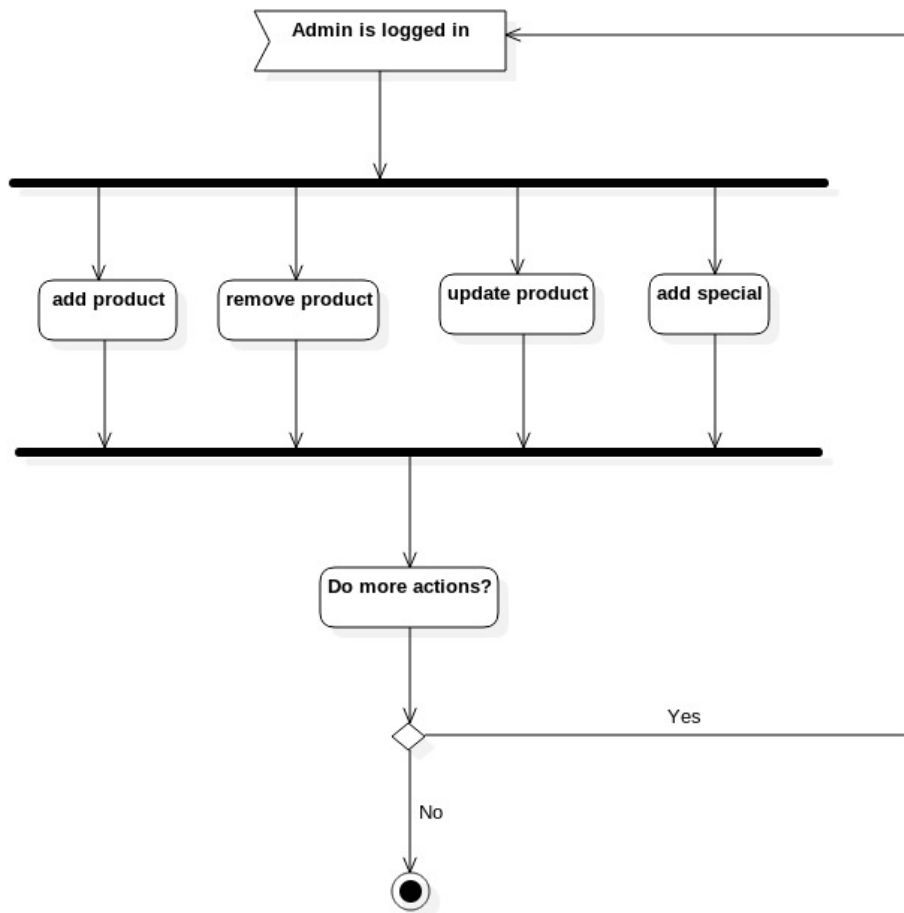 Admin is logged in
add product
remove product
update product
add special
Do more actions?
Yes
No